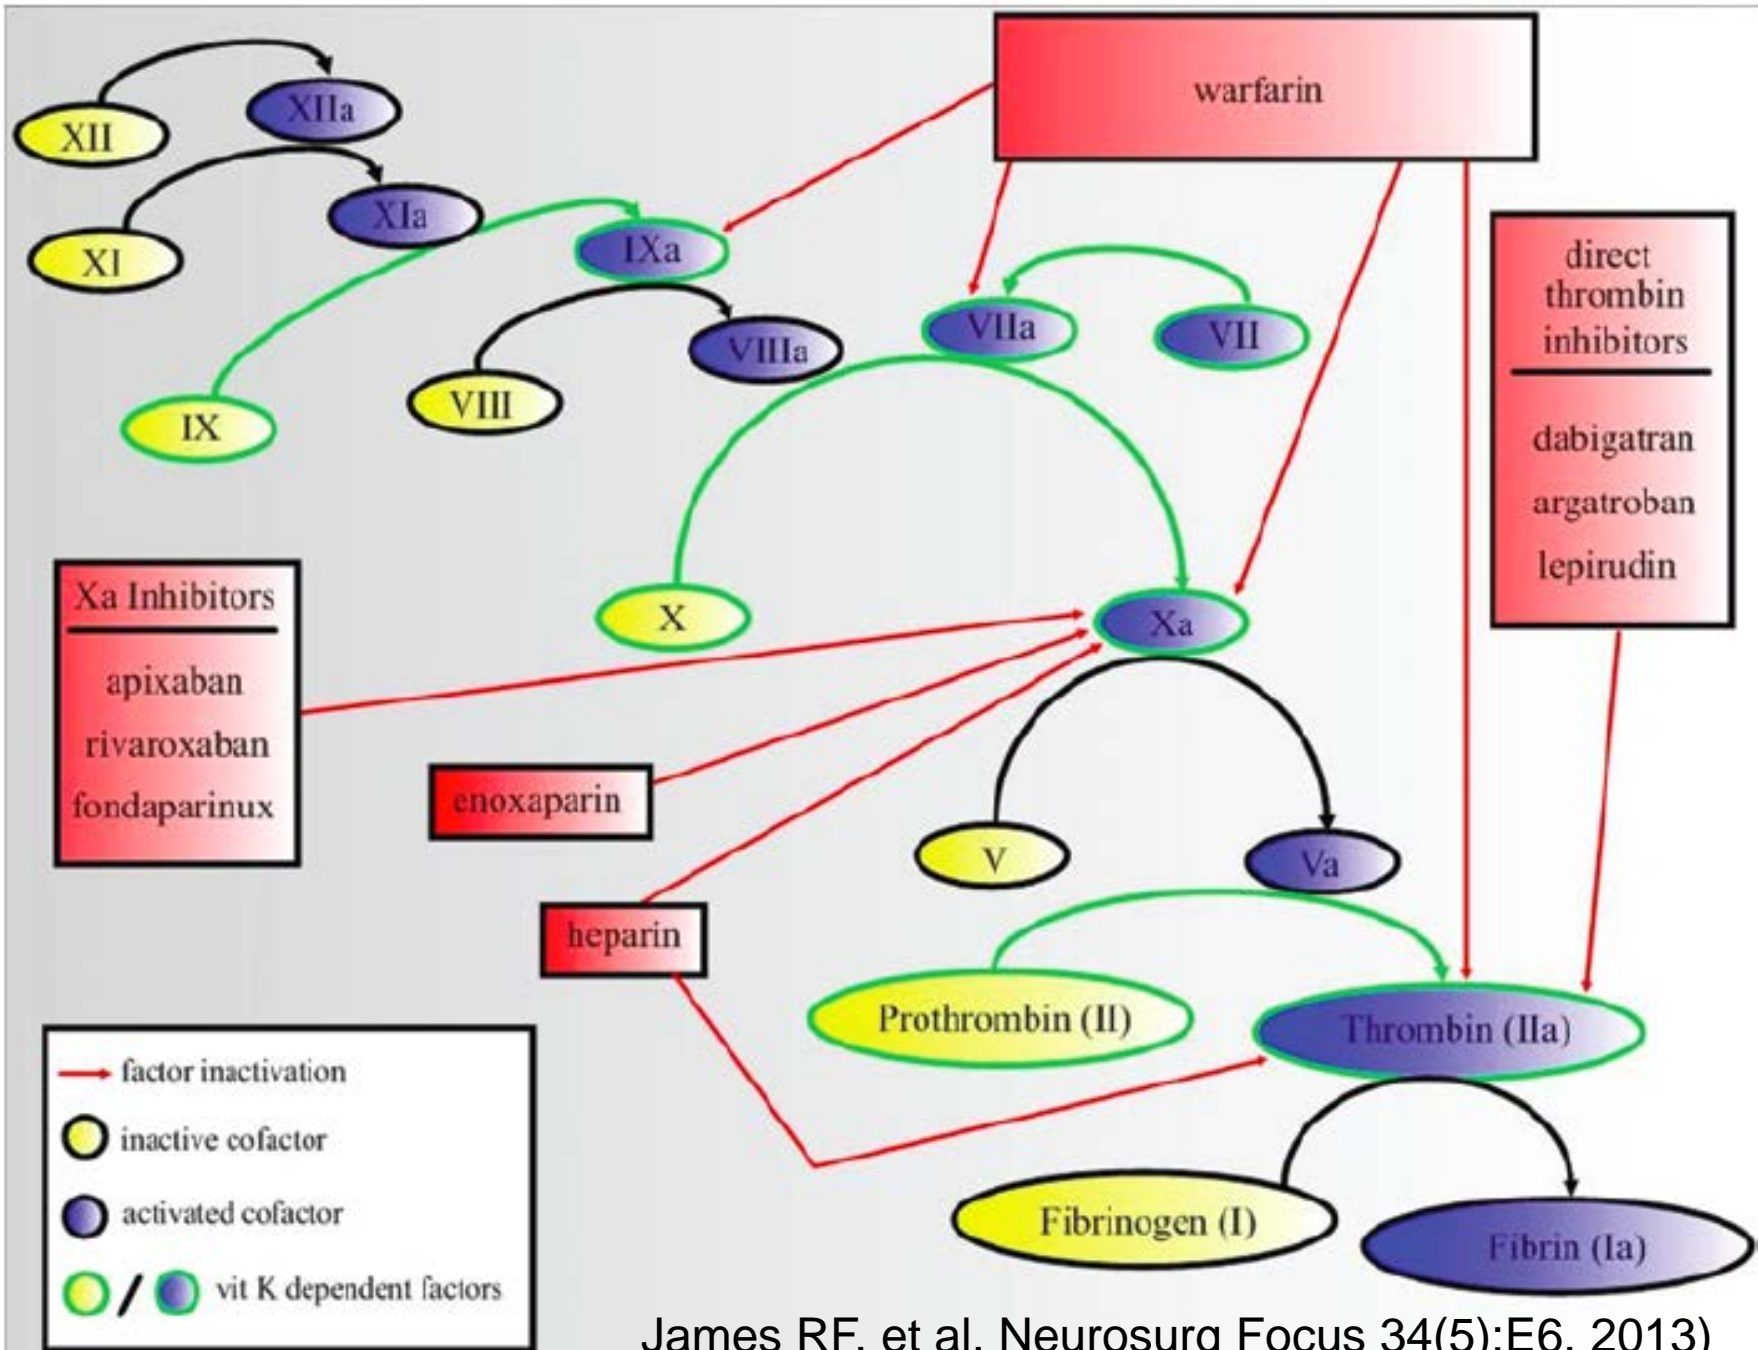 warfarin
XIIa
XII
XIa
XI
IXa
VIIa
VII
VIIIa
VIII
IX
direct
thrombin
inhibitors
dabigatran
argatroban
lepirudin
Xa Inhibitors
apixaban
rivaroxaban
fondaparinux
X
Xa
enoxaparin
V
Va
heparin
Prothrombin (II)
Thrombin (IIa)
Fibrinogen (I)
Fibrin (Ia)
factor inactivation
inactive cofactor
activated cofactor
/ vit K dependent factors
James RF, et al. Neurosurg Focus 34(5):E6, 2013)